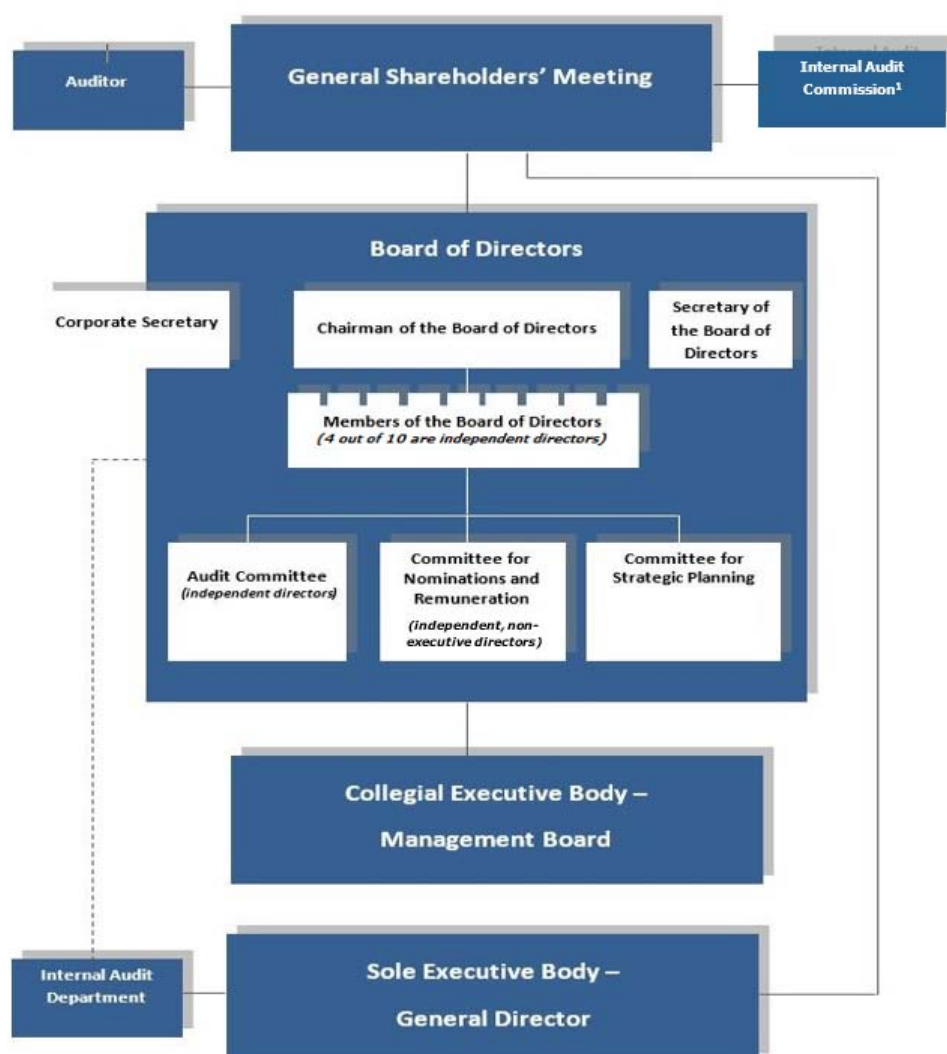 Auditor
General Shareholders’ Meeting
Internal Audit
Internal Audit
Commission¹
Board of Directors
Corporate Secretary
Chairman of the Board of Directors
Secretary of
the Board of
Directors
Members of the Board of Directors
(4 out of 10 are independent directors)
Audit Committee
(independent directors)
Committee for
Nominations and
Remuneration
(independent, non-
executive directors)
Committee for
Strategic Planning
Collegial Executive Body –
Management Board
Internal Audit
Department
Sole Executive Body –
General Director